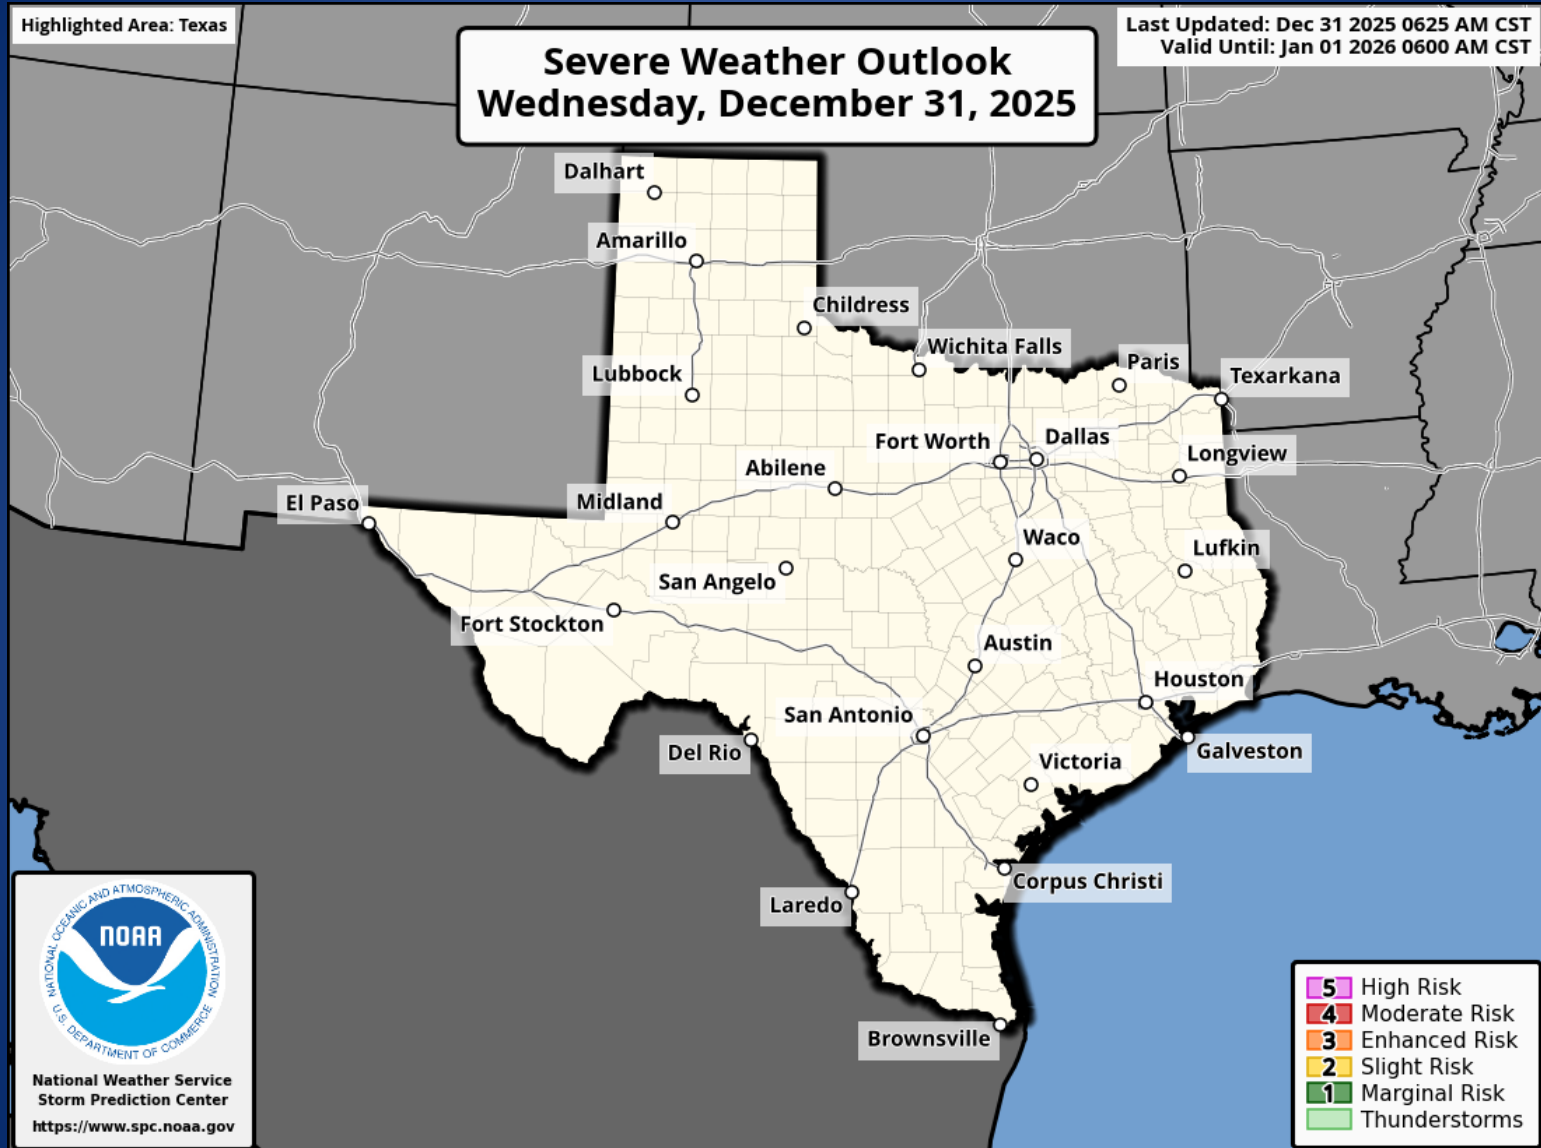 Highlighted Area: Texas
Severe Weather Outlook
Wednesday, December 31, 2025
Last Updated: Dec 31 2025 0625 AM CST
Valid Until: Jan 01 2026 0600 AM CST
Dalhart
Amarillo
Childress
Wichita Falls
Paris
Texarkana
Lubbock
Fort Worth
Dallas
Longview
Abilene
El Paso
Midland
Waco
Lufkin
San Angelo
Fort Stockton
Austin
Houston
San Antonio
Del Rio
Galveston
Victoria
Corpus Christi
Laredo
Brownsville
NATIONAL OCEANIC AND ATMOSPHERIC ADMINISTRATION
NOAA
U.S. DEPARTMENT OF COMMERCE
National Weather Service
Storm Prediction Center
https://www.spc.noaa.gov
5 High Risk
4 Moderate Risk
3 Enhanced Risk
2 Slight Risk
1 Marginal Risk
Thunderstorms